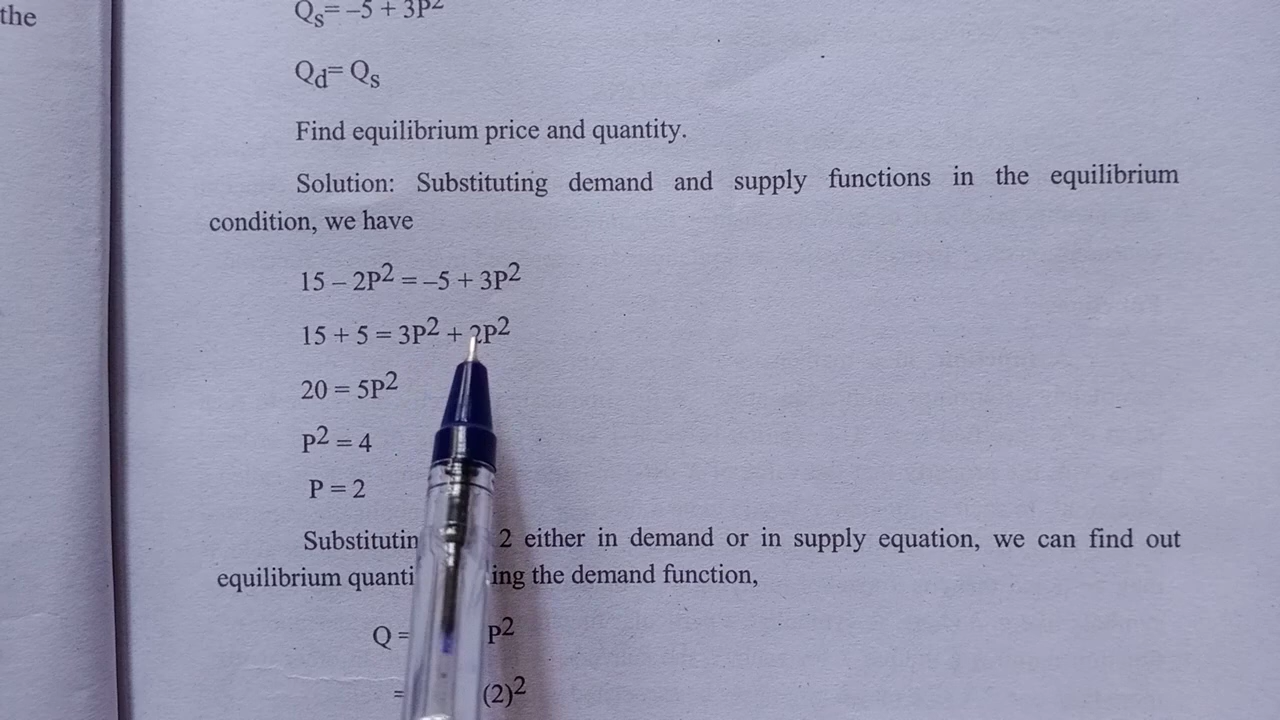 the
Qs= –5 + 3P2
Qd= Qs
Find equilibrium price and quantity.
Solution: Substituting demand and supply functions in the equilibrium
condition, we have
15 – 2P2 = –5 + 3P2
15 + 5 = 3P2 + 2P2
20 = 5P2
P2 = 4
P = 2
Substitutin 2 either in demand or in supply equation, we can find out
equilibrium quanti ing the demand function,
Q = P2
= (2)2